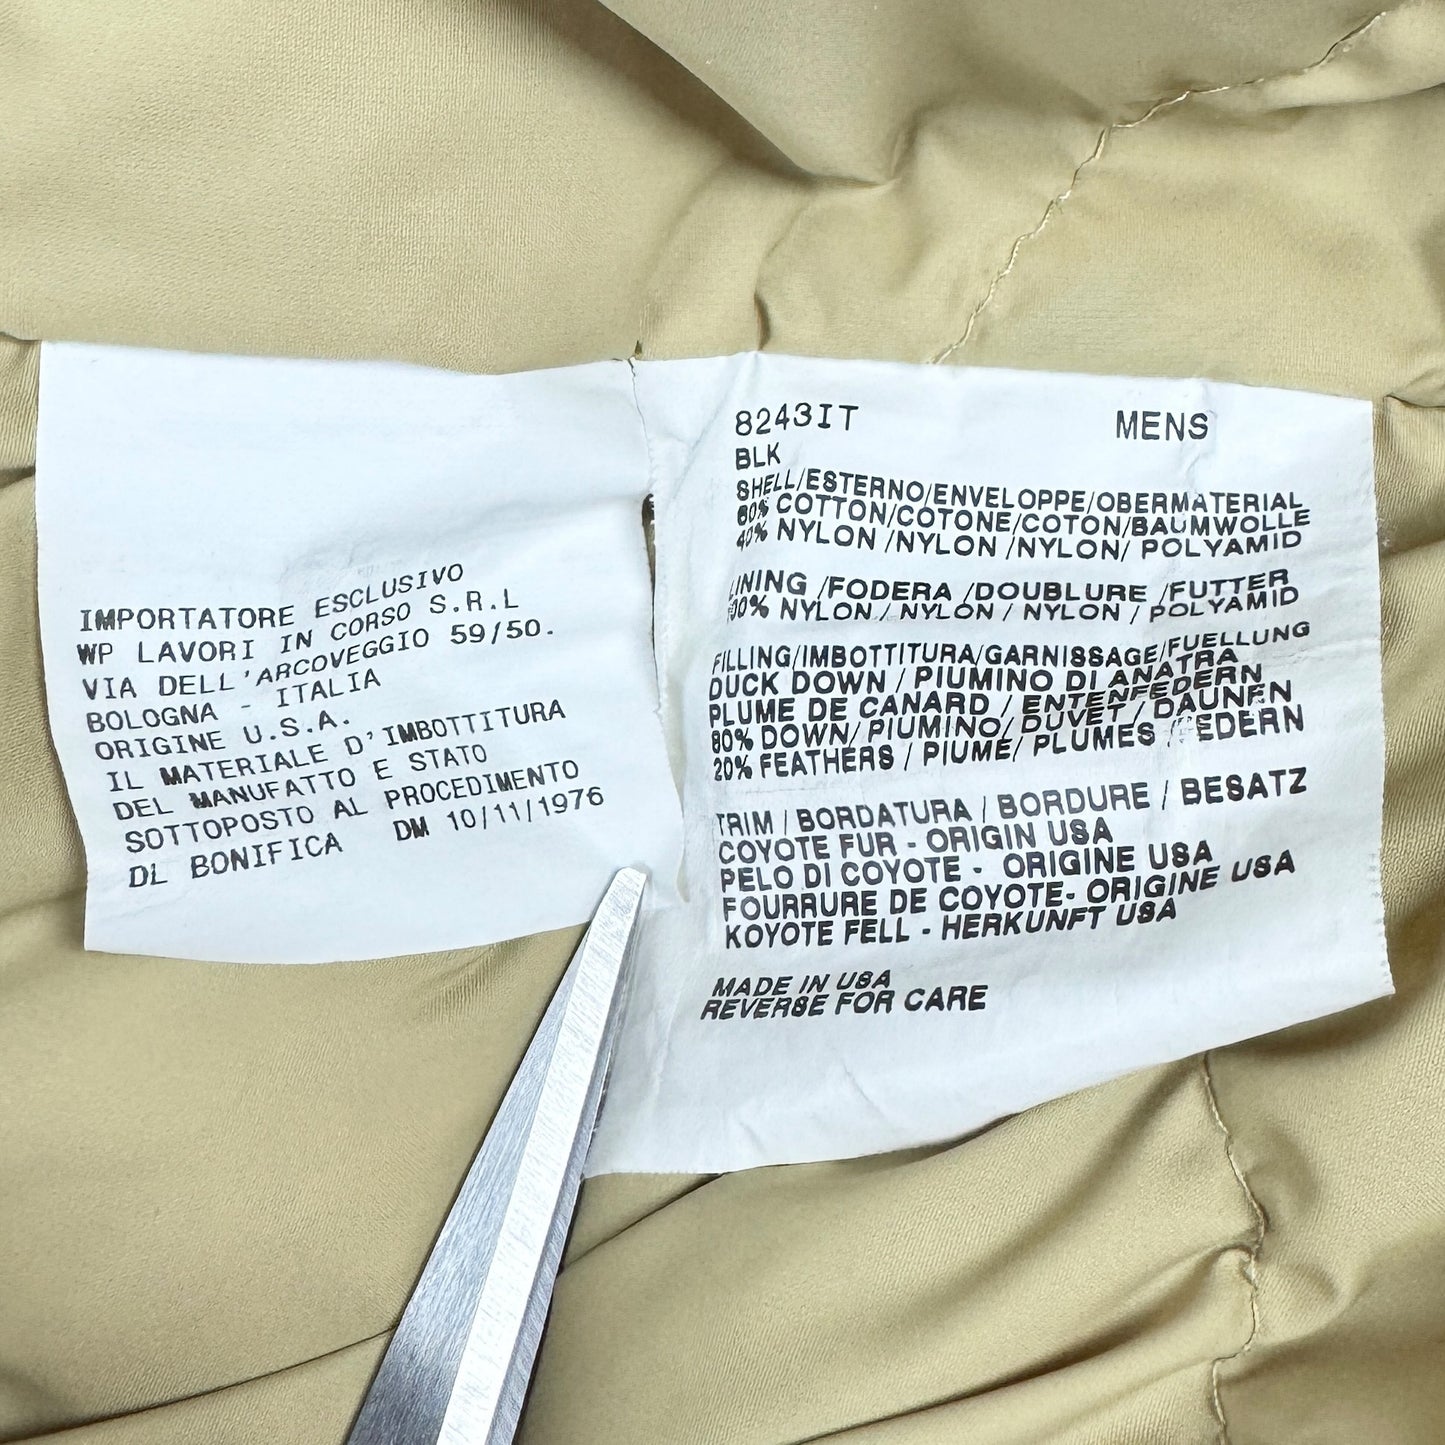 IMPORTATORE ESCLUSIVO
WP LAVORI IN CORSO S.R.L
VIA DELL'ARCOVEGGIO 59/50.
BOLOGNA - ITALIA
ORIGINE U.S.A.
IL MATERIALE D'IMBOTTITURA
DEL MANUFATTO E STATO
SOTTOPOSTO AL PROCEDIMENTO
DL BONIFICA DM 10/11/1976
8243IT MENS
BLK
SHELL/ESTERNO/ENVELOPPE/OBERMATERIAL
60% COTTON/COTONE/COTON/BAUMWOLLE
40% NYLON /NYLON /NYLON/ POLYAMID
LINING /FODERA /DOUBLURE /FUTTER
100% NYLON / NYLON / NYLON / POLYAMID
FILLING/IMBOTTITURA/GARNISSAGE/FUELLUNG
DUCK DOWN / PIUMINO DI ANATRA
PLUME DE CANARD / ENTENFEDERN
80% DOWN/ PIUMINO/ DUVET / DAUNEN
20% FEATHERS / PIUME/ PLUMES / FEDERN
TRIM / BORDATURA / BORDURE / BESATZ
COYOTE FUR - ORIGIN USA
PELO DI COYOTE - ORIGINE USA
FOURRURE DE COYOTE- ORIGINE USA
KOYOTE FELL - HERKUNFT USA
MADE IN USA
REVERSE FOR CARE